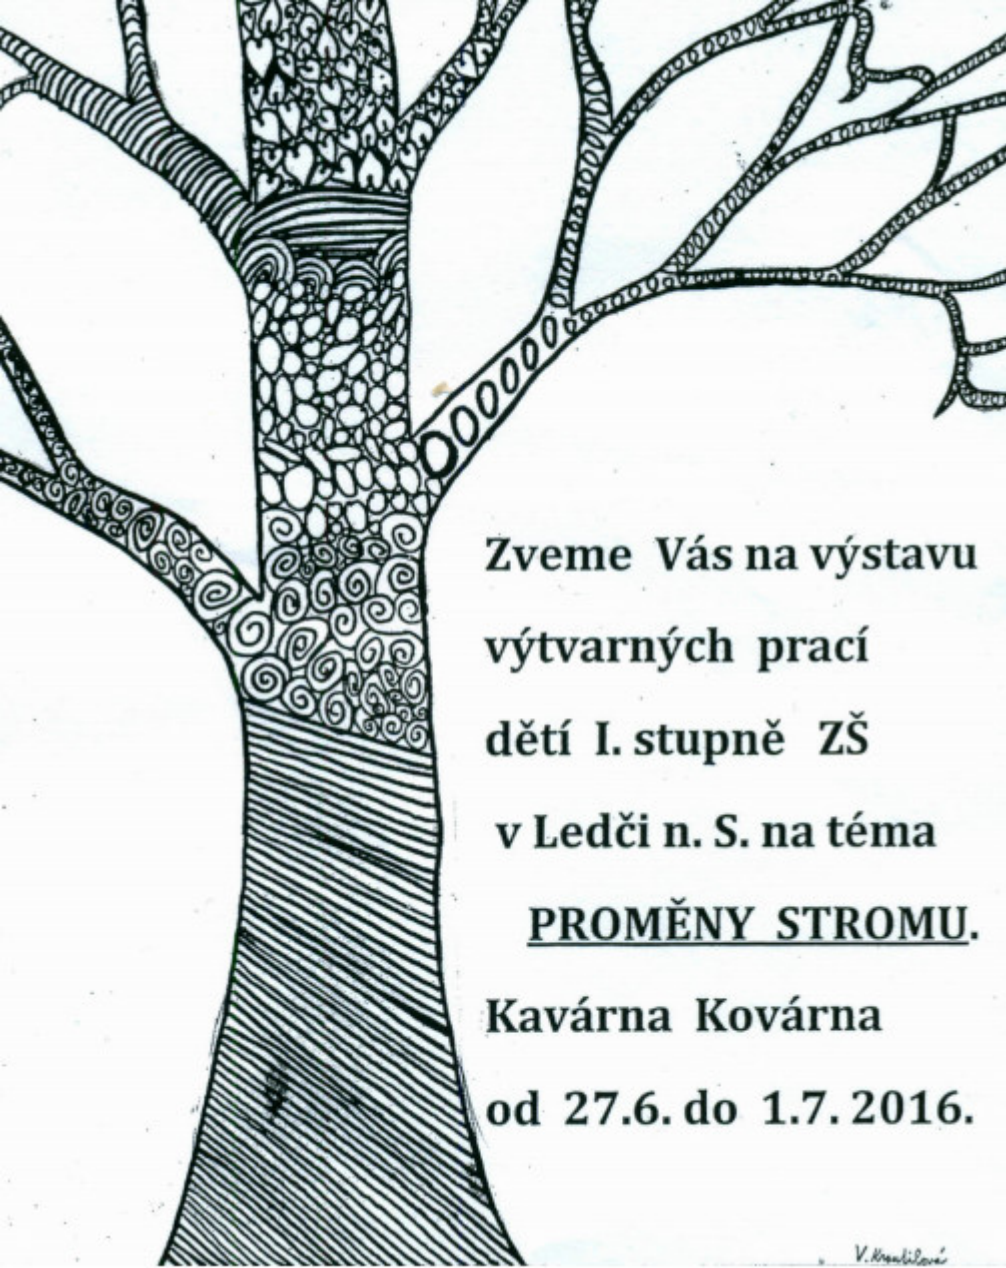 Zveme Vás na výstavu
výtvarných prací
dětí I. stupně ZŠ
v Ledči n. S. na téma
PROMĚNY STROMU.
Kavárna Kovárna
od 27.6. do 1.7. 2016.
V.